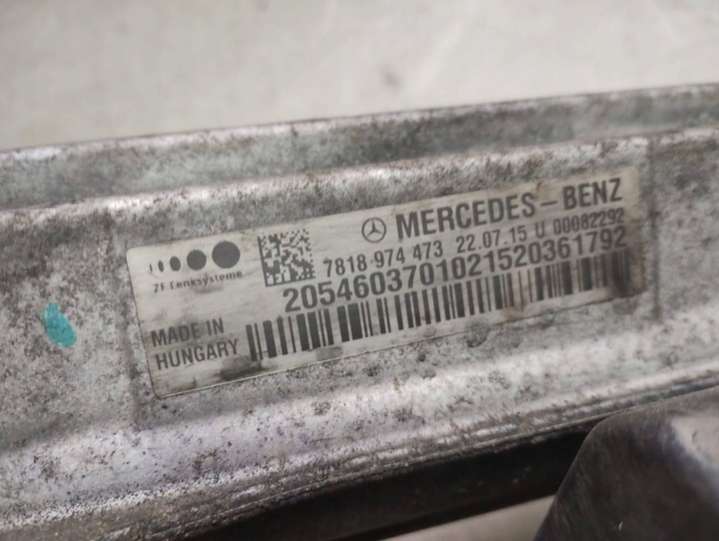 MERCEDES-BENZ
7818 974 473 22.07.15 U 00082292
2054603701021520361792
ZF Lenksysteme
MADE IN
HUNGARY